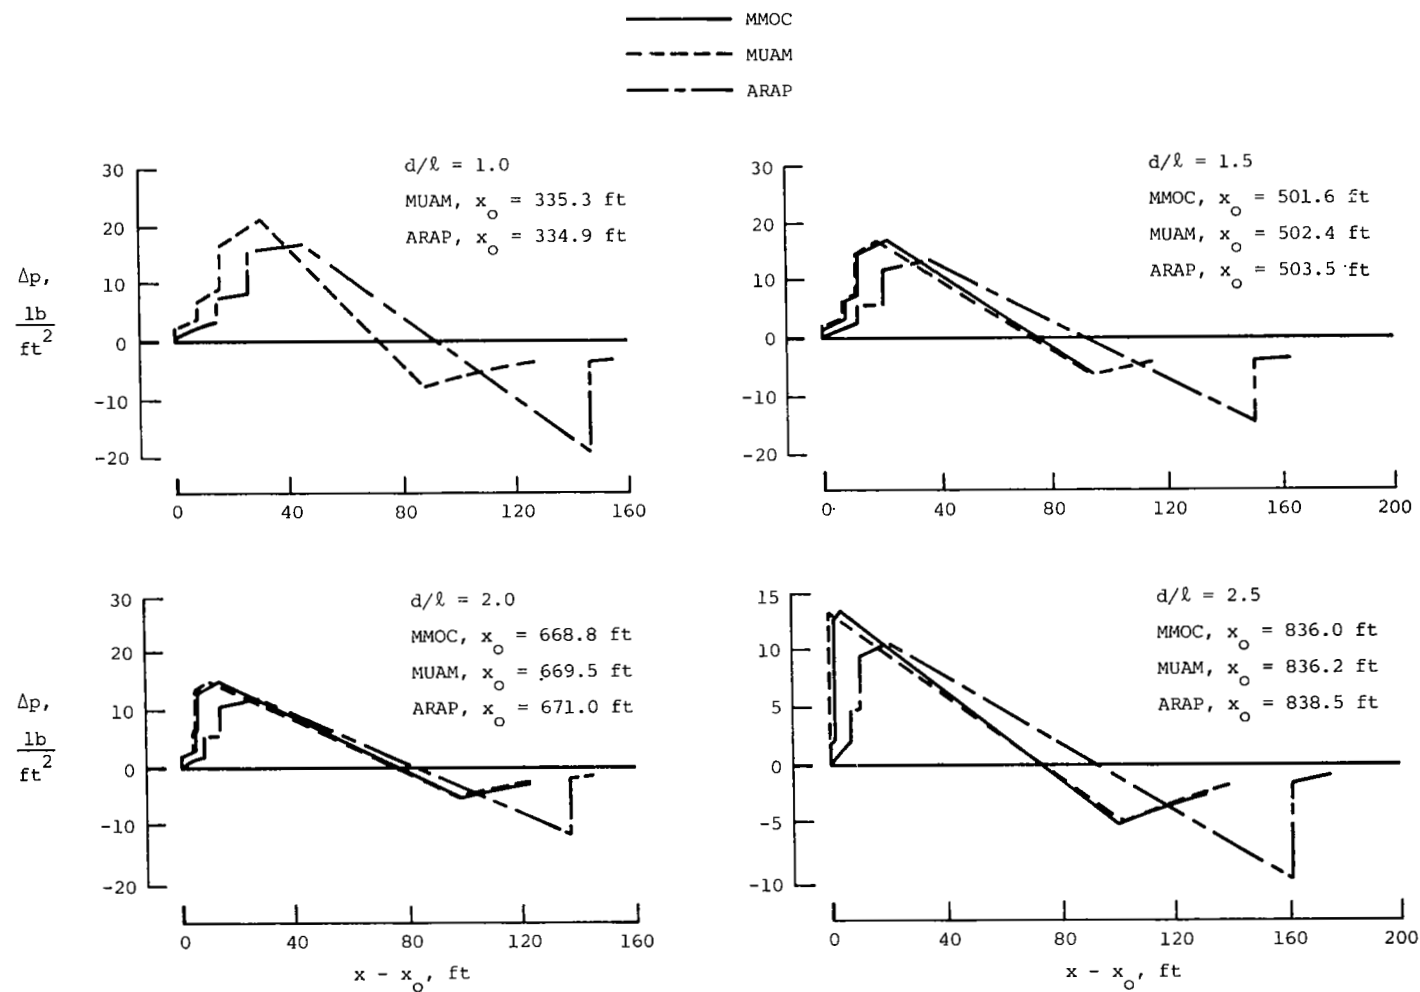 MMOC
MUAM
ARAP
d/ℓ = 1.0
MUAM, x_o = 335.3 ft
ARAP, x_o = 334.9 ft
30
20
10
0
-10
-20
Δp,
lb
ft²
0 40 80 120 160
d/ℓ = 1.5
MMOC, x_o = 501.6 ft
MUAM, x_o = 502.4 ft
ARAP, x_o = 503.5 ft
30
20
10
0
-10
-20
0 40 80 120 160 200
d/ℓ = 2.0
MMOC, x_o = 668.8 ft
MUAM, x_o = 669.5 ft
ARAP, x_o = 671.0 ft
30
20
10
0
-10
-20
Δp,
lb
ft²
0 40 80 120 160
x - x_o, ft
d/ℓ = 2.5
MMOC, x_o = 836.0 ft
MUAM, x_o = 836.2 ft
ARAP, x_o = 838.5 ft
15
10
5
0
-5
-10
0 40 80 120 160 200
x - x_o, ft